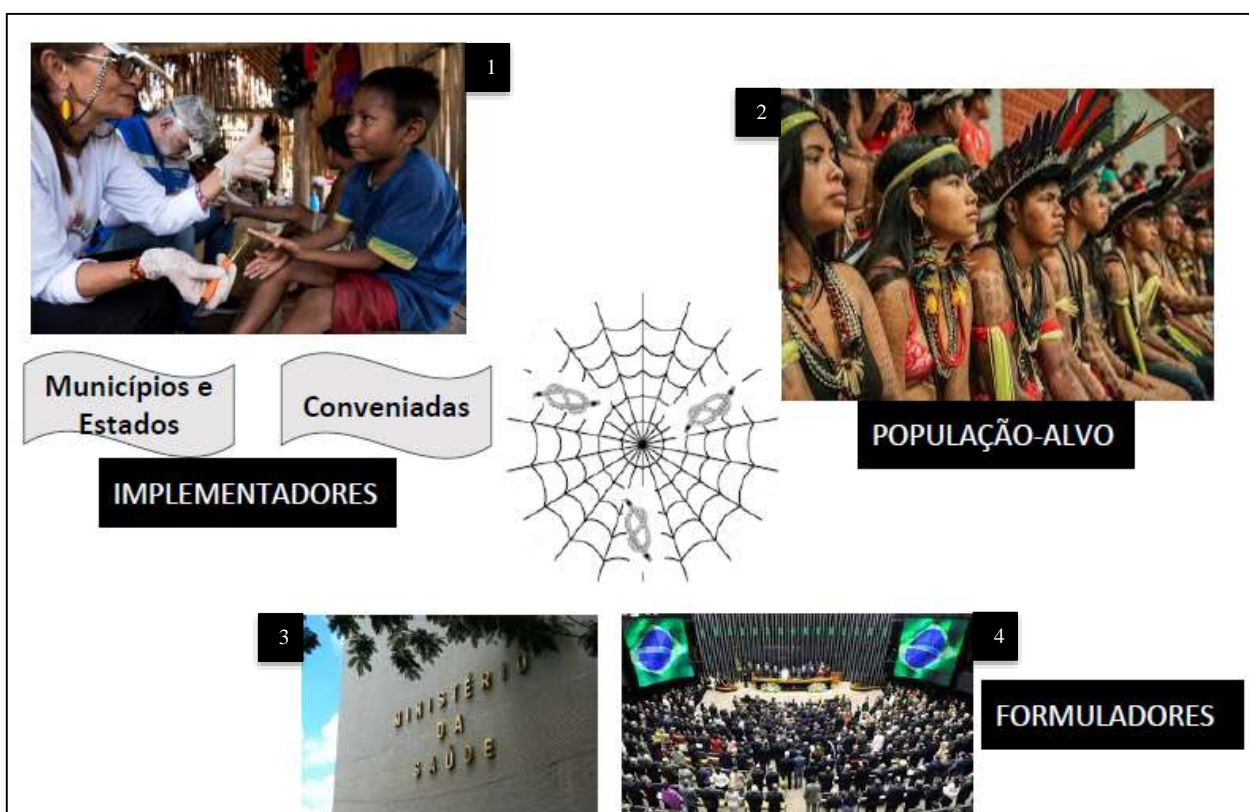 1
2
Municípios e
Estados
Conveniadas
IMPLEMENTADORES
POPULAÇÃO-ALVO
3
MINISTÉRIO
DA
SAÚDE
4
FORMULADORES